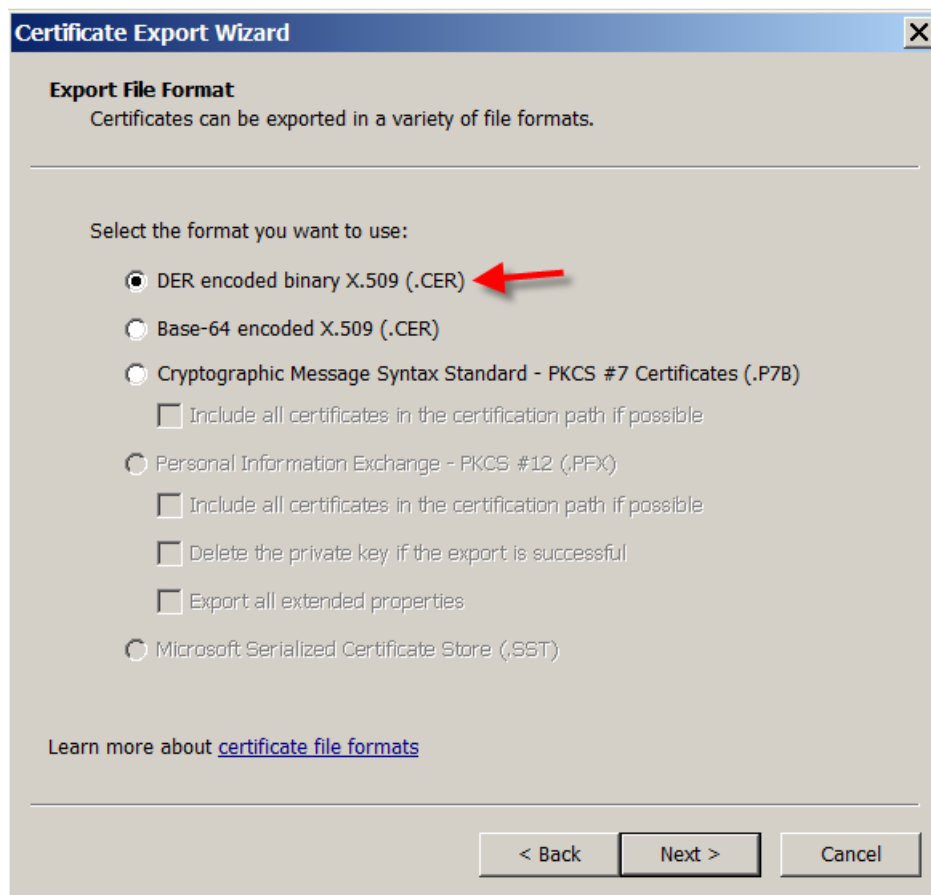 Certificate Export Wizard
Export File Format
Certificates can be exported in a variety of file formats.
Select the format you want to use:
DER encoded binary X.509 (.CER)
Base-64 encoded X.509 (.CER)
Cryptographic Message Syntax Standard - PKCS #7 Certificates (.P7B)
Include all certificates in the certification path if possible
Personal Information Exchange - PKCS #12 (.PFX)
Include all certificates in the certification path if possible
Delete the private key if the export is successful
Export all extended properties
Microsoft Serialized Certificate Store (.SST)
Learn more about certificate file formats
< Back Next > Cancel